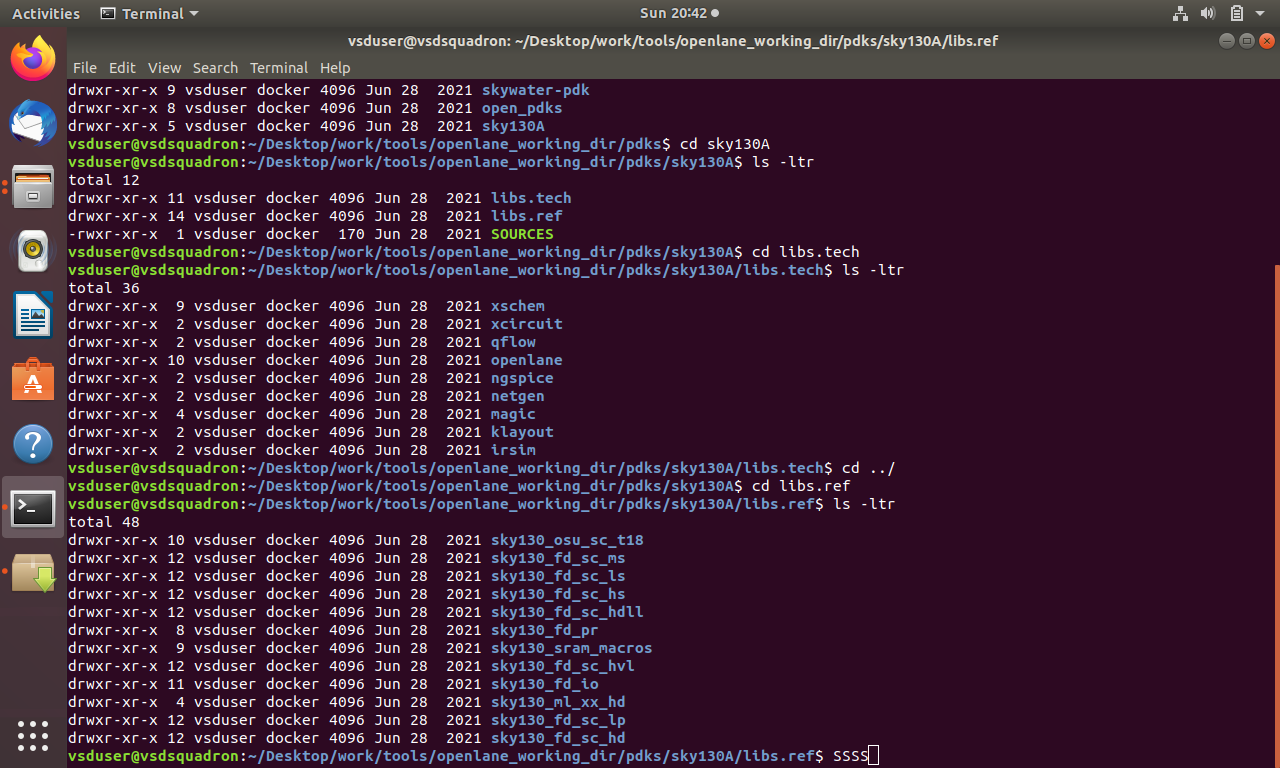 Activities Terminal Sun 20:42
vsduser@vsdsquadron: ~/Desktop/work/tools/openlane_working_dir/pdks/sky130A/libs.ref
File Edit View Search Terminal Help
drwxr-xr-x 9 vsduser docker 4096 Jun 28  2021 skywater-pdk
drwxr-xr-x 8 vsduser docker 4096 Jun 28  2021 open_pdks
drwxr-xr-x 5 vsduser docker 4096 Jun 28  2021 sky130A
vsduser@vsdsquadron:~/Desktop/work/tools/openlane_working_dir/pdks$ cd sky130A
vsduser@vsdsquadron:~/Desktop/work/tools/openlane_working_dir/pdks/sky130A$ ls -ltr
total 12
drwxr-xr-x 11 vsduser docker 4096 Jun 28  2021 libs.tech
drwxr-xr-x 14 vsduser docker 4096 Jun 28  2021 libs.ref
-rwxr-xr-x  1 vsduser docker  170 Jun 28  2021 SOURCES
vsduser@vsdsquadron:~/Desktop/work/tools/openlane_working_dir/pdks/sky130A$ cd libs.tech
vsduser@vsdsquadron:~/Desktop/work/tools/openlane_working_dir/pdks/sky130A/libs.tech$ ls -ltr
total 36
drwxr-xr-x  9 vsduser docker 4096 Jun 28  2021 xschem
drwxr-xr-x  2 vsduser docker 4096 Jun 28  2021 xcircuit
drwxr-xr-x  2 vsduser docker 4096 Jun 28  2021 qflow
drwxr-xr-x 10 vsduser docker 4096 Jun 28  2021 openlane
drwxr-xr-x  2 vsduser docker 4096 Jun 28  2021 ngspice
drwxr-xr-x  2 vsduser docker 4096 Jun 28  2021 netgen
drwxr-xr-x  4 vsduser docker 4096 Jun 28  2021 magic
drwxr-xr-x  2 vsduser docker 4096 Jun 28  2021 klayout
drwxr-xr-x  2 vsduser docker 4096 Jun 28  2021 irsim
vsduser@vsdsquadron:~/Desktop/work/tools/openlane_working_dir/pdks/sky130A/libs.tech$ cd ../
vsduser@vsdsquadron:~/Desktop/work/tools/openlane_working_dir/pdks/sky130A$ cd libs.ref
vsduser@vsdsquadron:~/Desktop/work/tools/openlane_working_dir/pdks/sky130A/libs.ref$ ls -ltr
total 48
drwxr-xr-x 10 vsduser docker 4096 Jun 28  2021 sky130_osu_sc_t18
drwxr-xr-x 12 vsduser docker 4096 Jun 28  2021 sky130_fd_sc_ms
drwxr-xr-x 12 vsduser docker 4096 Jun 28  2021 sky130_fd_sc_ls
drwxr-xr-x 12 vsduser docker 4096 Jun 28  2021 sky130_fd_sc_hs
drwxr-xr-x 12 vsduser docker 4096 Jun 28  2021 sky130_fd_sc_hdll
drwxr-xr-x  8 vsduser docker 4096 Jun 28  2021 sky130_fd_pr
drwxr-xr-x  9 vsduser docker 4096 Jun 28  2021 sky130_sram_macros
drwxr-xr-x 12 vsduser docker 4096 Jun 28  2021 sky130_fd_sc_hvl
drwxr-xr-x 11 vsduser docker 4096 Jun 28  2021 sky130_fd_io
drwxr-xr-x  4 vsduser docker 4096 Jun 28  2021 sky130_ml_xx_hd
drwxr-xr-x 12 vsduser docker 4096 Jun 28  2021 sky130_fd_sc_lp
drwxr-xr-x 12 vsduser docker 4096 Jun 28  2021 sky130_fd_sc_hd
vsduser@vsdsquadron:~/Desktop/work/tools/openlane_working_dir/pdks/sky130A/libs.ref$ SSSS